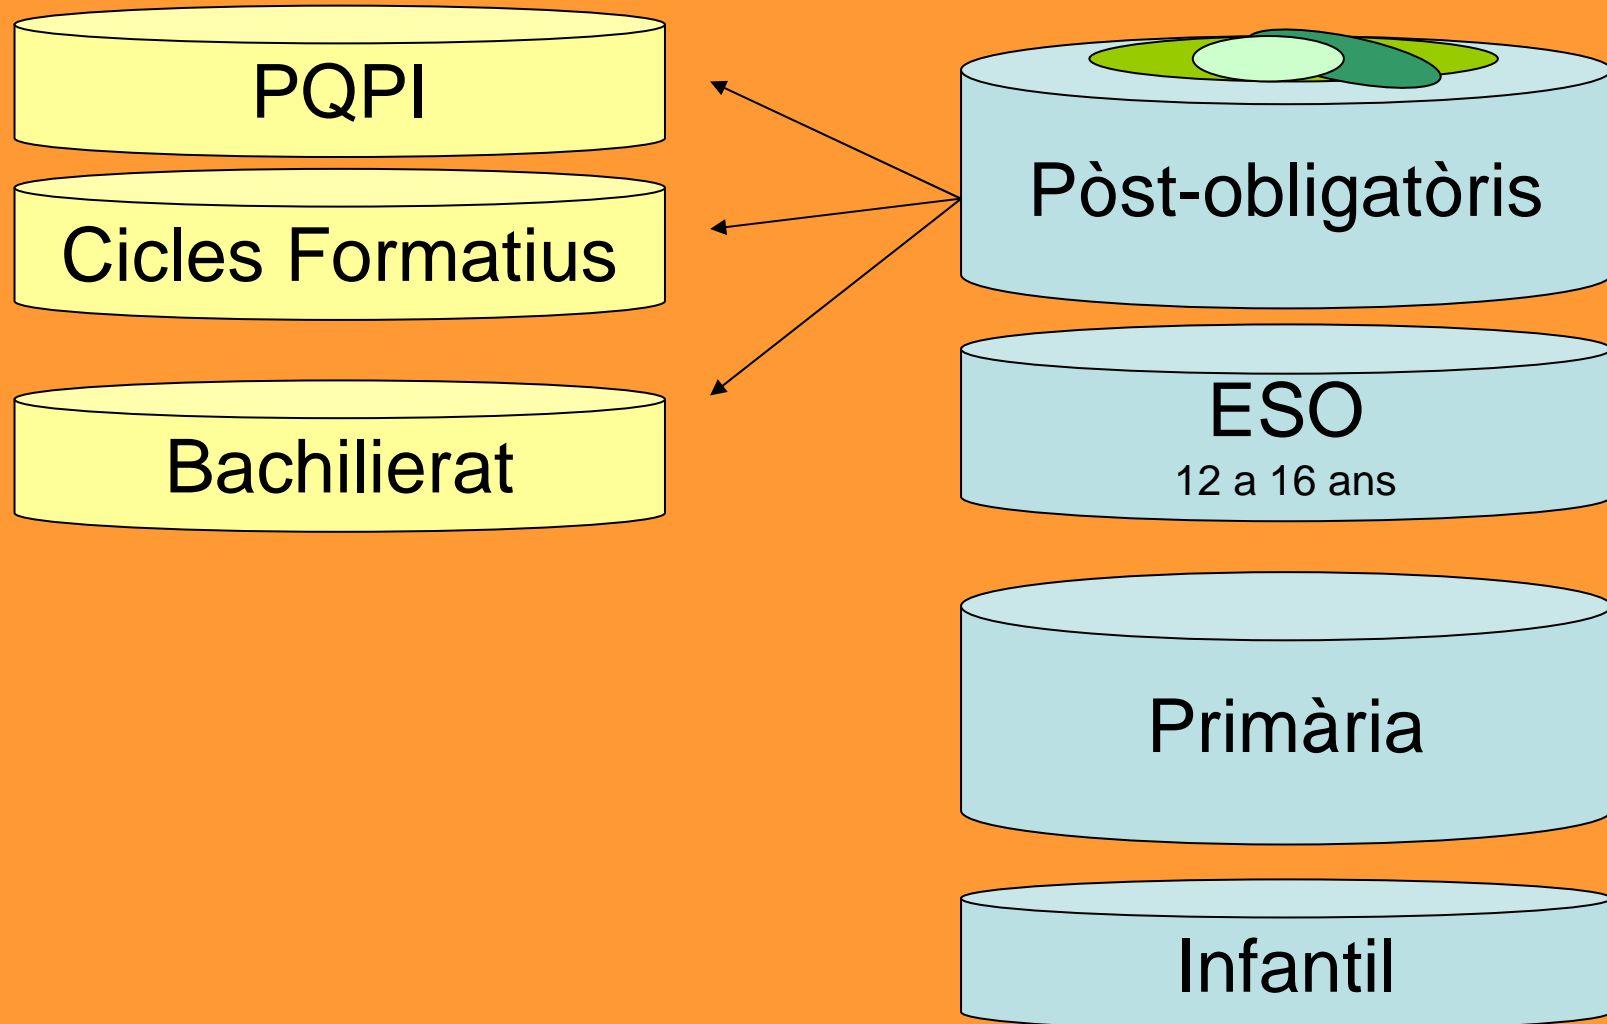 PQPI
Cicles Formatius
Bachilierat
Pòst-obligatòris
ESO
12 a 16 ans
Primària
Infantil